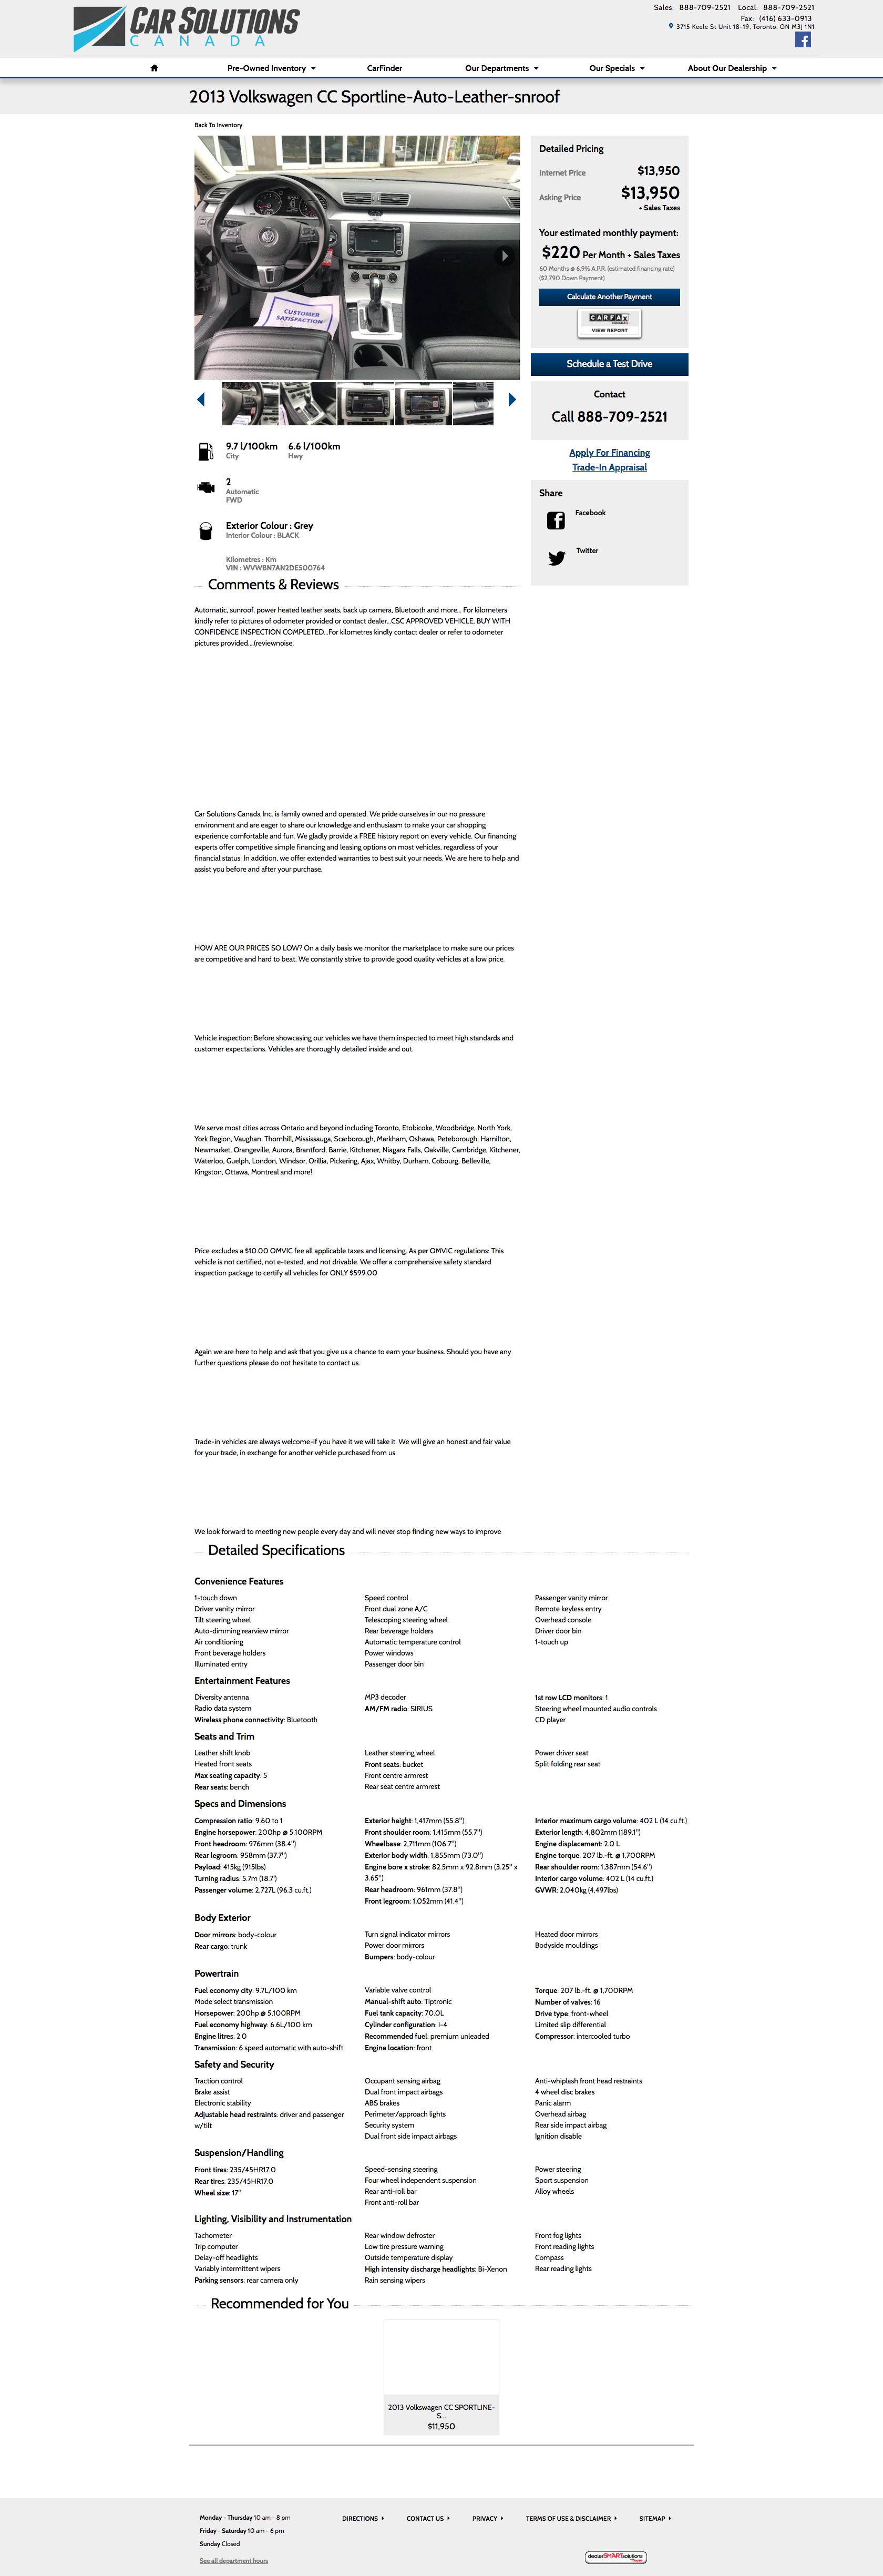 CAR SOLUTIONS
CANADA
Sales: 888-709-2521 Local: 888-709-2521
Fax: (416) 633-0913
3715 Keele St Unit 18-19, Toronto, ON M3J 1N1
Pre-Owned Inventory CarFinder Our Departments Our Specials About Our Dealership
2013 Volkswagen CC Sportline-Auto-Leather-snroof
Back To Inventory
CUSTOMER
SATISFACTION
Detailed Pricing
Internet Price $13,950
Asking Price $13,950
+ Sales Taxes
Your estimated monthly payment:
$220 Per Month + Sales Taxes
60 Months @ 6.9% A.P.R. (estimated financing rate)
($2,790 Down Payment)
Calculate Another Payment
CARFAX
CANADA
VIEW REPORT
Schedule a Test Drive
Contact
Call 888-709-2521
Apply For Financing
Trade-In Appraisal
Share
Facebook
Twitter
9.7 l/100km 6.6 l/100km
City Hwy
2
Automatic
FWD
Exterior Colour : Grey
Interior Colour : BLACK
Kilometres : Km
VIN : WVWBN7AN2DE500764
Comments & Reviews
Automatic, sunroof, power heated leather seats, back up camera, Bluetooth and more... For kilometers
kindly refer to pictures of odometer provided or contact dealer...CSC APPROVED VEHICLE, BUY WITH
CONFIDENCE INSPECTION COMPLETED...For kilometres kindly contact dealer or refer to odometer
pictures provided....(reviewnoise.
Car Solutions Canada Inc. is family owned and operated. We pride ourselves in our no pressure
environment and are eager to share our knowledge and enthusiasm to make your car shopping
experience comfortable and fun. We gladly provide a FREE history report on every vehicle. Our financing
experts offer competitive simple financing and leasing options on most vehicles, regardless of your
financial status. In addition, we offer extended warranties to best suit your needs. We are here to help and
assist you before and after your purchase.
HOW ARE OUR PRICES SO LOW? On a daily basis we monitor the marketplace to make sure our prices
are competitive and hard to beat. We constantly strive to provide good quality vehicles at a low price.
Vehicle inspection: Before showcasing our vehicles we have them inspected to meet high standards and
customer expectations. Vehicles are thoroughly detailed inside and out.
We serve most cities across Ontario and beyond including Toronto, Etobicoke, Woodbridge, North York,
York Region, Vaughan, Thornhill, Mississauga, Scarborough, Markham, Oshawa, Peteborough, Hamilton,
Newmarket, Orangeville, Aurora, Brantford, Barrie, Kitchener, Niagara Falls, Oakville, Cambridge, Kitchener,
Waterloo, Guelph, London, Windsor, Orillia, Pickering, Ajax, Whitby, Durham, Cobourg, Belleville,
Kingston, Ottawa, Montreal and more!
Price excludes a $10.00 OMVIC fee all applicable taxes and licensing. As per OMVIC regulations: This
vehicle is not certified, not e-tested, and not drivable. We offer a comprehensive safety standard
inspection package to certify all vehicles for ONLY $599.00
Again we are here to help and ask that you give us a chance to earn your business. Should you have any
further questions please do not hesitate to contact us.
Trade-in vehicles are always welcome-if you have it we will take it. We will give an honest and fair value
for your trade, in exchange for another vehicle purchased from us.
We look forward to meeting new people every day and will never stop finding new ways to improve
Detailed Specifications
Convenience Features
1-touch down Speed control Passenger vanity mirror
Driver vanity mirror Front dual zone A/C Remote keyless entry
Tilt steering wheel Telescoping steering wheel Overhead console
Auto-dimming rearview mirror Rear beverage holders Driver door bin
Air conditioning Automatic temperature control 1-touch up
Front beverage holders Power windows
Illuminated entry Passenger door bin
Entertainment Features
Diversity antenna MP3 decoder 1st row LCD monitors: 1
Radio data system AM/FM radio: SIRIUS Steering wheel mounted audio controls
Wireless phone connectivity: Bluetooth CD player
Seats and Trim
Leather shift knob Leather steering wheel Power driver seat
Heated front seats Front seats: bucket Split folding rear seat
Max seating capacity: 5 Front centre armrest
Rear seats: bench Rear seat centre armrest
Specs and Dimensions
Compression ratio: 9.60 to 1 Exterior height: 1,417mm (55.8") Interior maximum cargo volume: 402 L (14 cu.ft.)
Engine horsepower: 200hp @ 5,100RPM Front shoulder room: 1,415mm (55.7") Exterior length: 4,802mm (189.1")
Front headroom: 976mm (38.4") Wheelbase: 2,711mm (106.7") Engine displacement: 2.0 L
Rear legroom: 958mm (37.7") Exterior body width: 1,855mm (73.0") Engine torque: 207 lb.-ft. @ 1,700RPM
Payload: 415kg (915lbs) Engine bore x stroke: 82.5mm x 92.8mm (3.25" x Rear shoulder room: 1,387mm (54.6")
Turning radius: 5.7m (18.7') 3.65") Interior cargo volume: 402 L (14 cu.ft.)
Passenger volume: 2,727L (96.3 cu.ft.) Rear headroom: 961mm (37.8") GVWR: 2,040kg (4,497lbs)
Front legroom: 1,052mm (41.4")
Body Exterior
Door mirrors: body-colour Turn signal indicator mirrors Heated door mirrors
Rear cargo: trunk Power door mirrors Bodyside mouldings
Bumpers: body-colour
Powertrain
Fuel economy city: 9.7L/100 km Variable valve control Torque: 207 lb.-ft. @ 1,700RPM
Mode select transmission Manual-shift auto: Tiptronic Number of valves: 16
Horsepower: 200hp @ 5,100RPM Fuel tank capacity: 70.0L Drive type: front-wheel
Fuel economy highway: 6.6L/100 km Cylinder configuration: I-4 Limited slip differential
Engine litres: 2.0 Recommended fuel: premium unleaded Compressor: intercooled turbo
Transmission: 6 speed automatic with auto-shift Engine location: front
Safety and Security
Traction control Occupant sensing airbag Anti-whiplash front head restraints
Brake assist Dual front impact airbags 4 wheel disc brakes
Electronic stability ABS brakes Panic alarm
Adjustable head restraints: driver and passenger Perimeter/approach lights Overhead airbag
w/tilt Security system Rear side impact airbag
Dual front side impact airbags Ignition disable
Suspension/Handling
Front tires: 235/45HR17.0 Speed-sensing steering Power steering
Rear tires: 235/45HR17.0 Four wheel independent suspension Sport suspension
Wheel size: 17" Rear anti-roll bar Alloy wheels
Front anti-roll bar
Lighting, Visibility and Instrumentation
Tachometer Rear window defroster Front fog lights
Trip computer Low tire pressure warning Front reading lights
Delay-off headlights Outside temperature display Compass
Variably intermittent wipers High intensity discharge headlights: Bi-Xenon Rear reading lights
Parking sensors: rear camera only Rain sensing wipers
Recommended for You
2013 Volkswagen CC SPORTLINE-
S...
$11,950
Monday - Thursday 10 am - 8 pm
Friday - Saturday 10 am - 6 pm
Sunday Closed
See all department hours
DIRECTIONS CONTACT US PRIVACY TERMS OF USE & DISCLAIMER SITEMAP
dealerSMARTsolutions